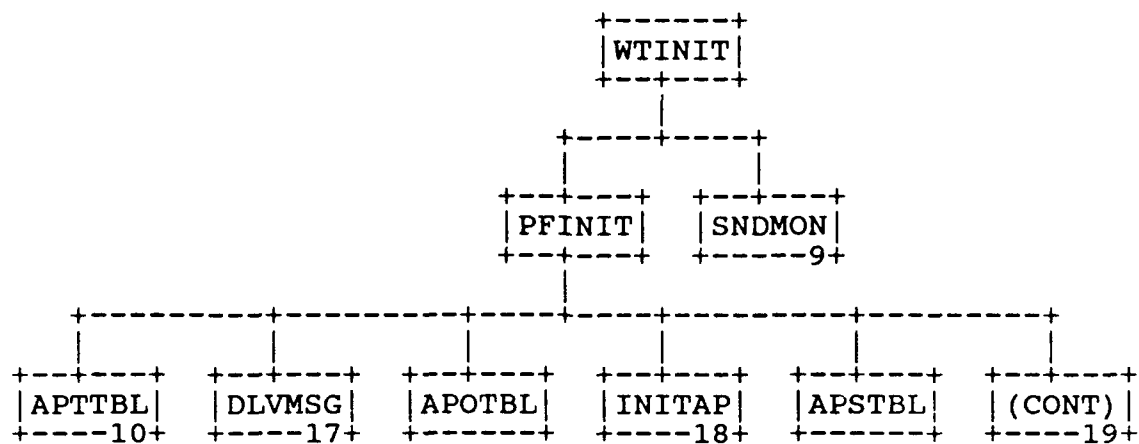 WTINIT
PFINIT SNDMON
9
APTTBL DLVMSG APOTBL INITAP APSTBL (CONT)
10 17 18 19